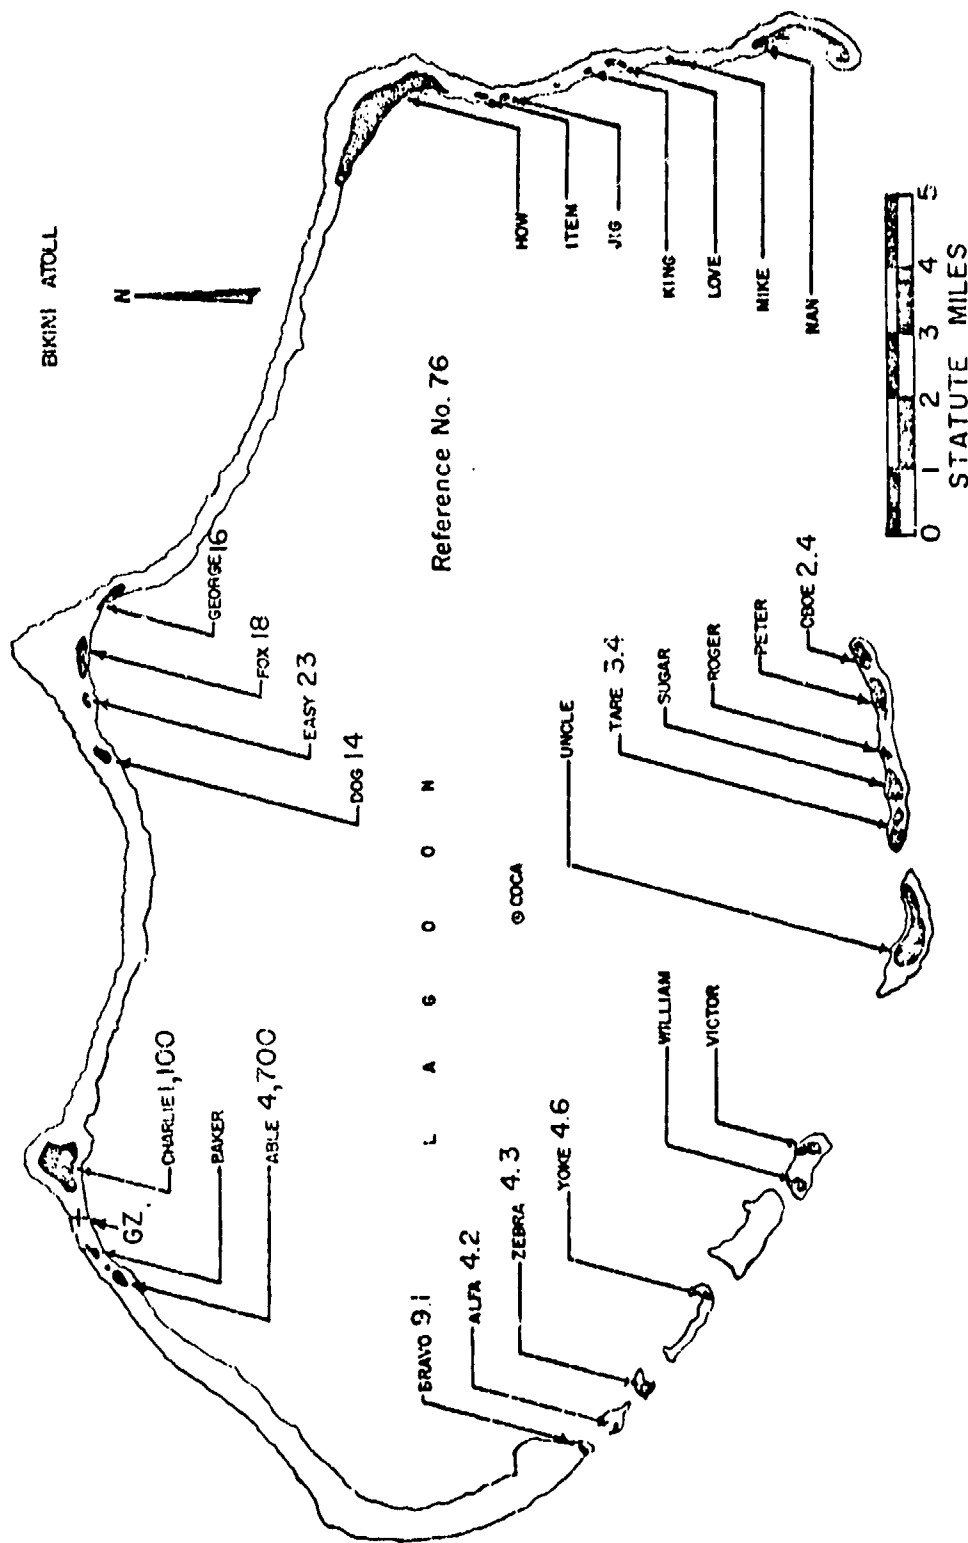 BIKINI ATOLL
N
GEORGE 16
FOX 18
EASY 23
DOG 14
CHARLIE 1,100
BAKER
ABLE 4,700
GZ.
HOW
ITEM
JIG
KING
LOVE
MIKE
NAN
Reference No. 76
LAGOON
COCA
BRAVO 9.1
ALFA 4.2
ZEBRA 4.3
YOKE 4.6
WILLIAM
VICTOR
UNCLE
TARE 3.4
SUGAR
ROGER
PETER
OBOE 2.4
0 1 2 3 4 5
STATUTE MILES